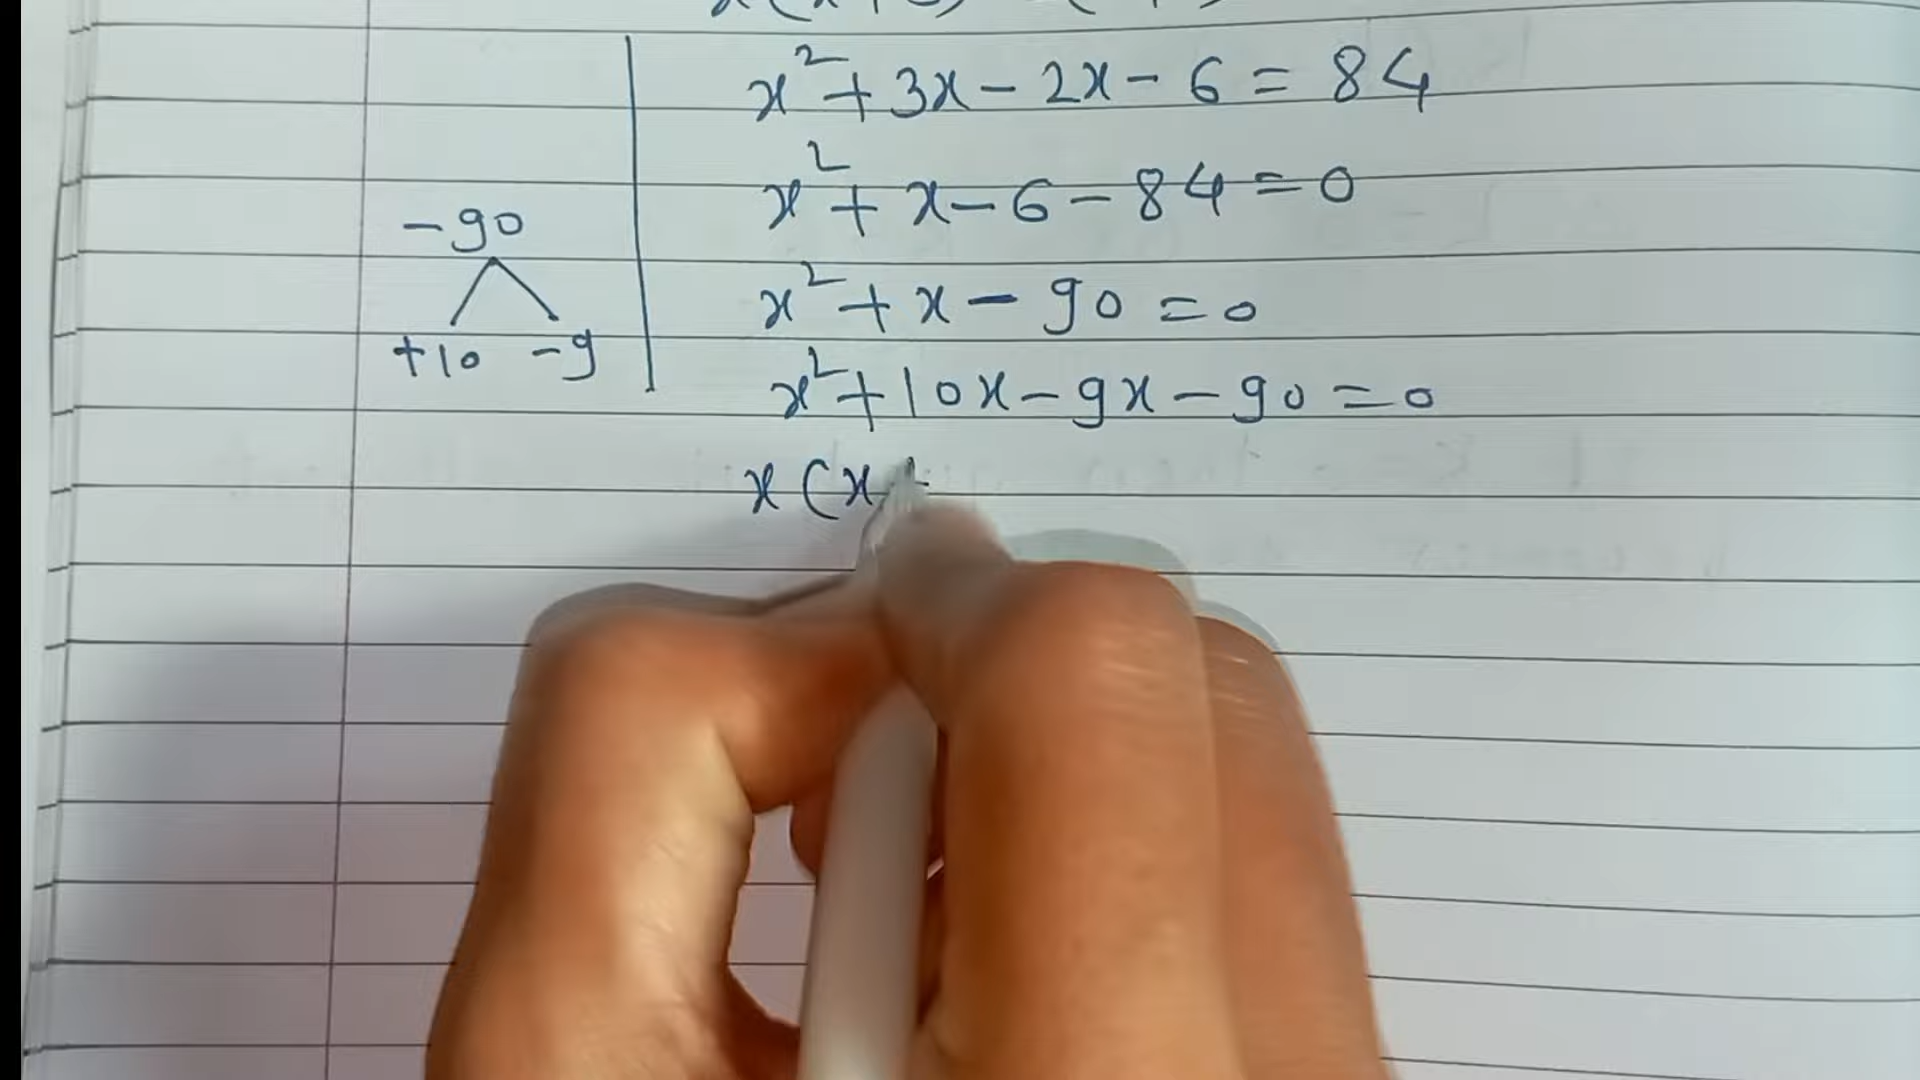 x² + 3x - 2x - 6 = 84
x² + x - 6 - 84 = 0
-90
x² + x - 90 = 0
+10 -9
x² + 10x - 9x - 90 = 0
x (x +